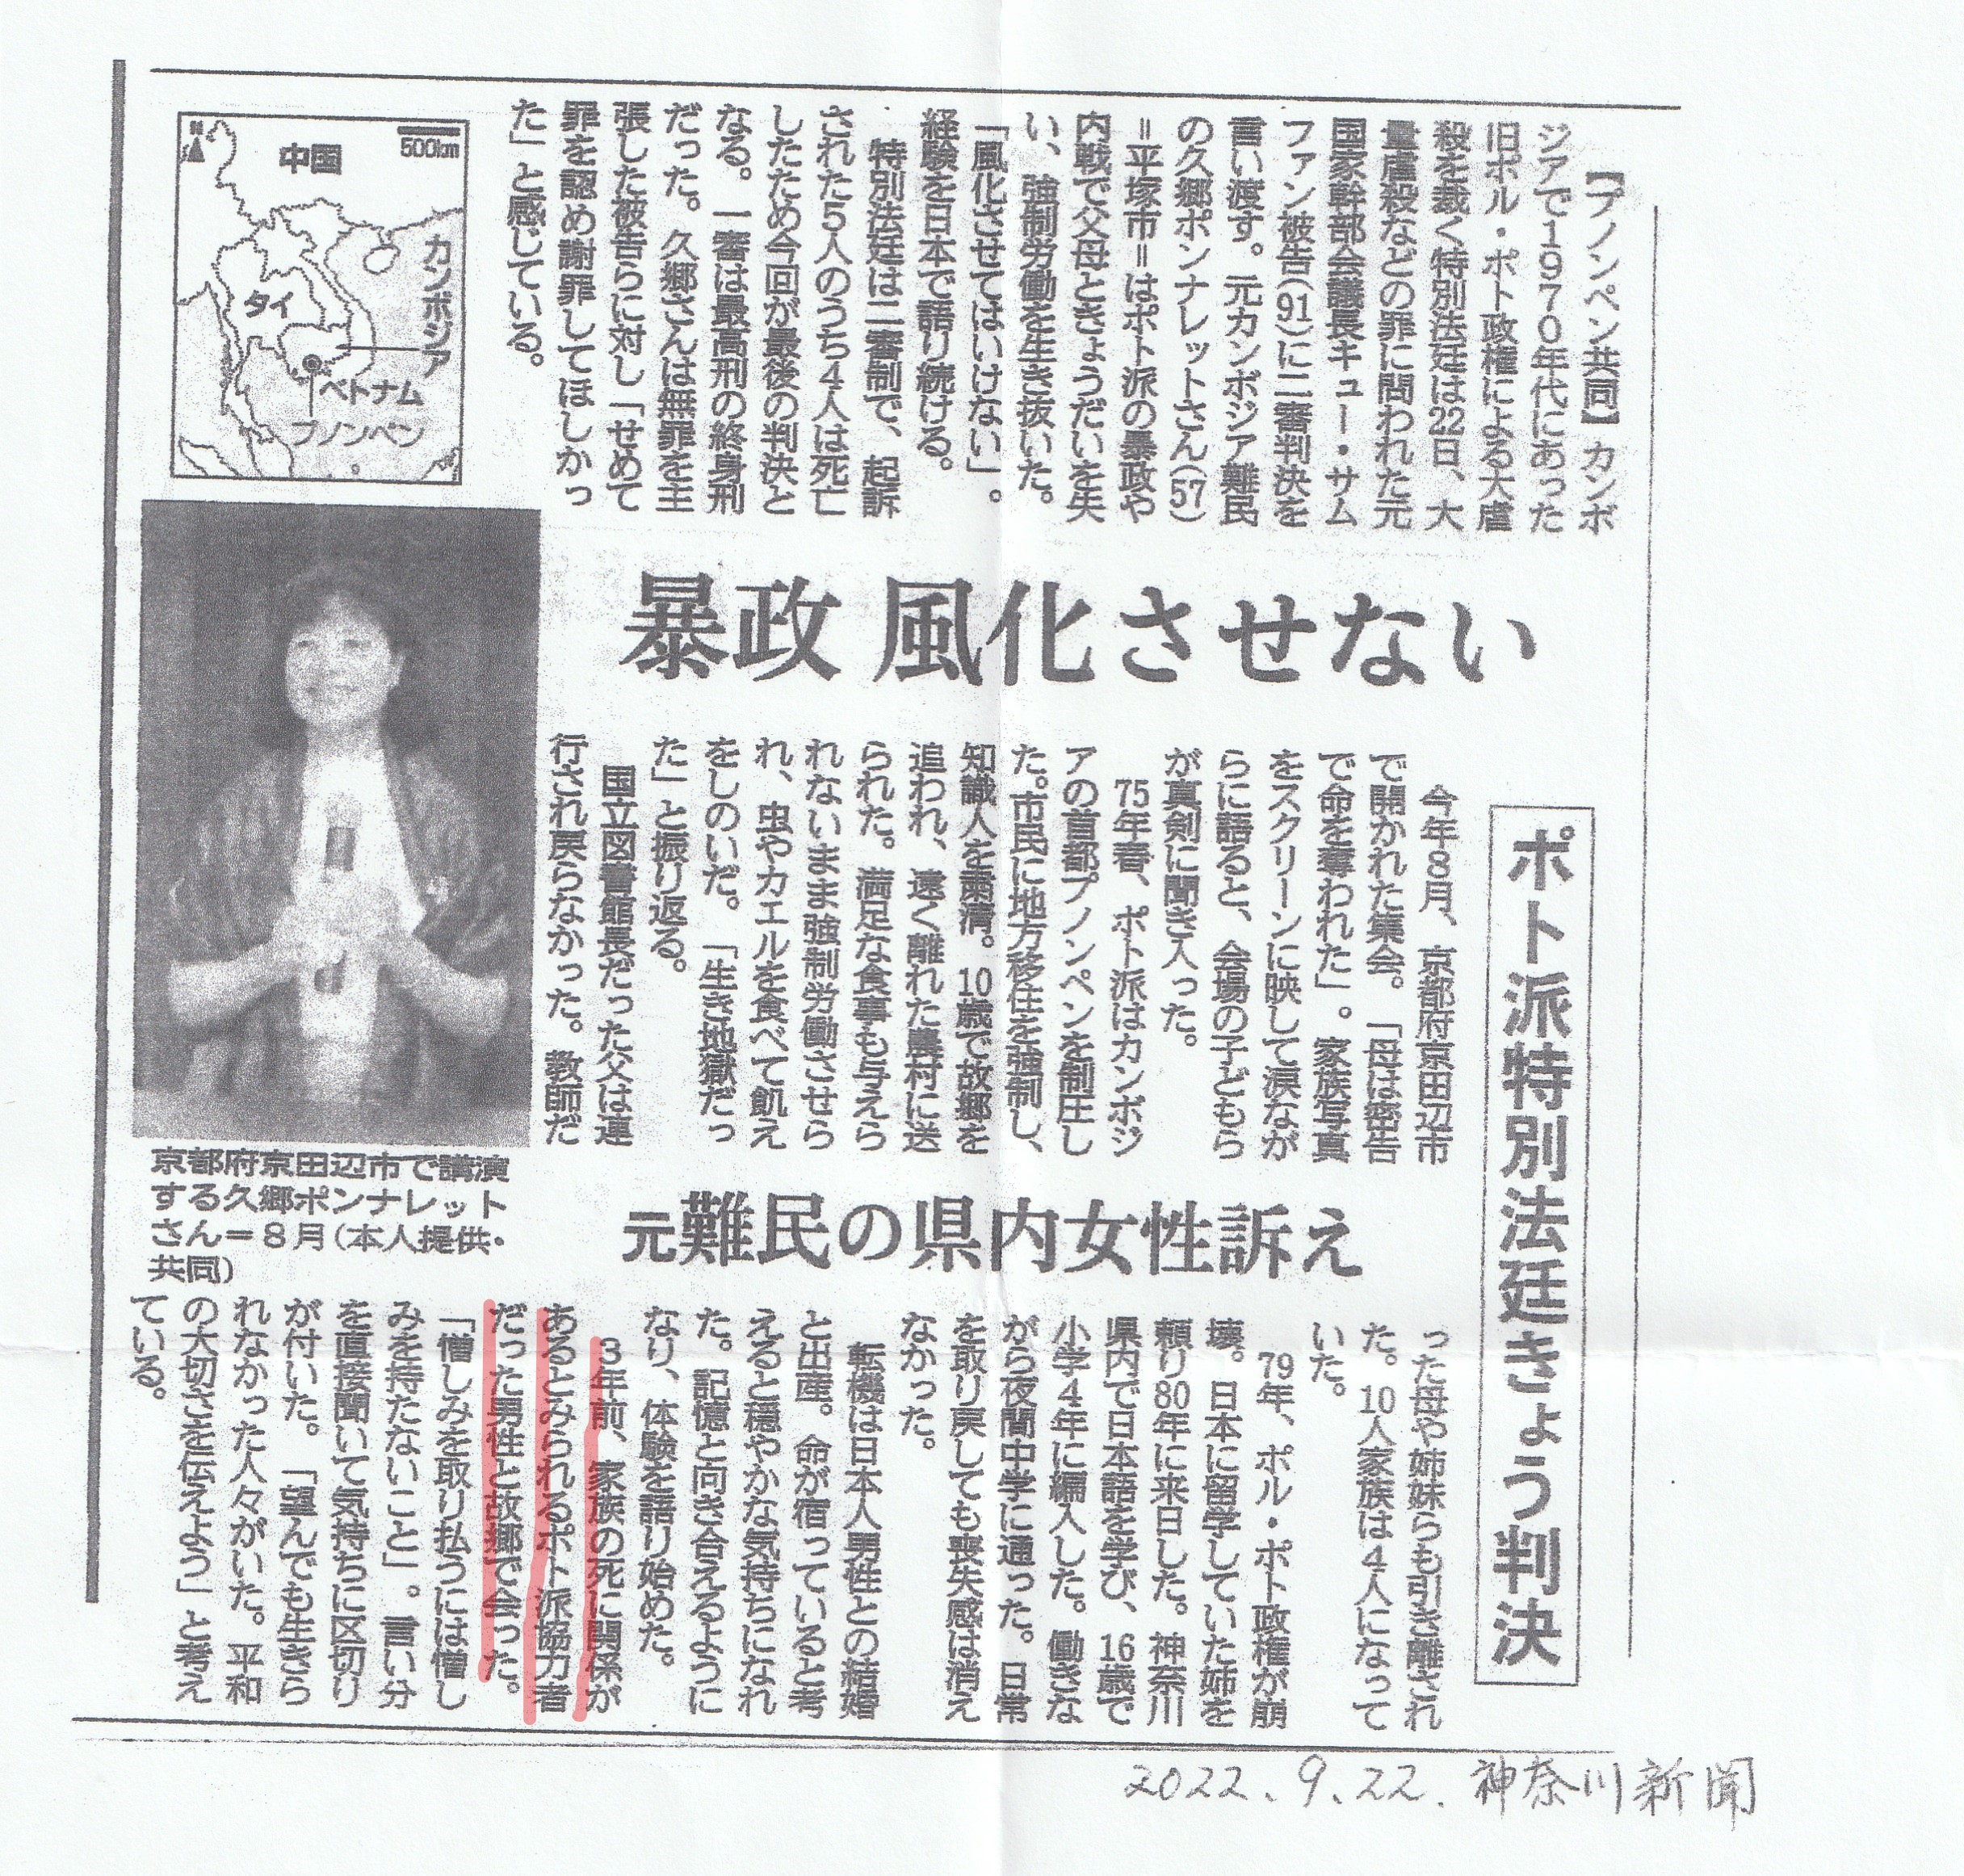 ポト派特別法廷きょう判決
暴政 風化させない
元難民の県内女性訴え
【プノンペン共同】カンボ
ジアで1970年代にあった
旧ポル・ポト政権による大虐
殺を裁く特別法廷は22日、大
量虐殺などの罪に問われた元
国家幹部会議長キュー・サム
ファン被告(91)に二審判決を
言い渡す。元カンボジア難民
の久郷ポンナレットさん(57)
=平塚市=はポト派の暴政や
内戦で父母ときょうだいを失
い、強制労働を生き抜いた。
「風化させてはいけない」。
経験を日本で語り続ける。
特別法廷は二審制で、起訴
された5人のうち4人は死亡
したため今回が最後の判決と
なる。一審は最高刑の終身刑
だった。久郷さんは無罪を主
張した被告らに対し「せめて
罪を認め謝罪してほしかっ
た」と感じている。
今年8月、京都府京田辺市
で開かれた集会。「母は密告
で命を奪われた」。家族写真
をスクリーンに映して涙なが
らに語ると、会場の子どもら
が真剣に聞き入った。
75年春、ポト派はカンボジ
アの首都プノンペンを制圧し
た。市民に地方移住を強制し、
知識人を粛清。10歳で故郷を
追われ、遠く離れた農村に送
られた。満足な食事も与えら
れないまま強制労働させら
れ、虫やカエルを食べて飢え
をしのいだ。「生き地獄だっ
た」と振り返る。
国立図書館長だった父は連
行され戻らなかった。教師だ
った母や姉妹らも引き離され
た。10人家族は4人になって
いた。
79年、ポル・ポト政権が崩
壊。日本に留学していた姉を
頼り80年に来日した。神奈川
県内で日本語を学び、16歳で
小学4年に編入した。働きな
がら夜間中学に通った。日常
を取り戻しても喪失感は消え
なかった。
転機は日本人男性との結婚
と出産。命が宿っていると考
えると穏やかな気持ちになれ
た。記憶と向き合えるように
なり、体験を語り始めた。
3年前、家族の死に関係が
あるとみられるポト派協力者
だった男性と故郷で会った。
「憎しみを取り払うには憎し
みを持たないこと」。言い分
を直接聞いて気持ちに区切り
が付いた。「望んでも生きら
れなかった人々がいた。平和
の大切さを伝えよう」と考え
ている。
N
500km
中国
カンボジア
タイ
ベトナム
プノンペン
京都府京田辺市で講演
する久郷ポンナレット
さん=8月(本人提供・
共同)
2022.9.22. 神奈川新聞